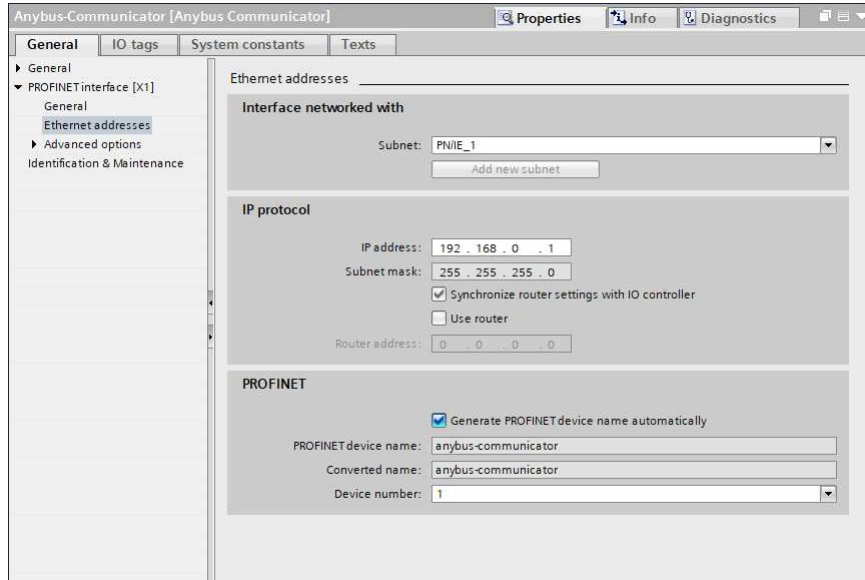 Anybus-Communicator [Anybus Communicator]
Properties
Info
Diagnostics
General
IO tags
System constants
Texts
General
PROFINET interface [X1]
General
Ethernet addresses
Advanced options
Identification & Maintenance
Ethernet addresses
Interface networked with
Subnet: PN/IE_1
Add new subnet
IP protocol
IP address: 192 . 168 . 0 . 1
Subnet mask: 255 . 255 . 255 . 0
Synchronize router settings with IO controller
Use router
Router address: 0 . 0 . 0 . 0
PROFINET
Generate PROFINET device name automatically
PROFINET device name: anybus-communicator
Converted name: anybus-communicator
Device number: 1